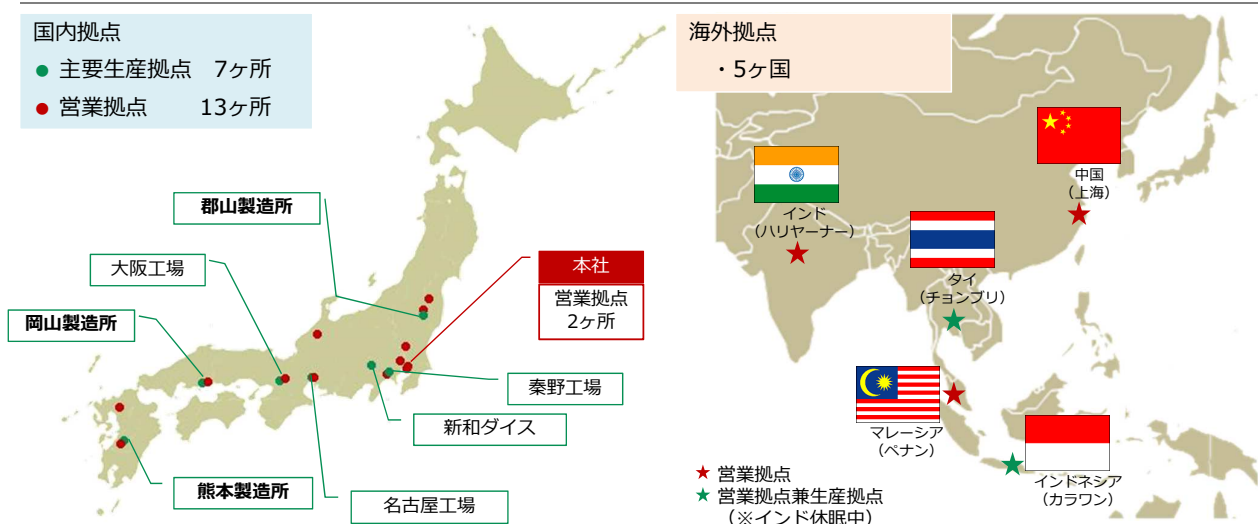 国内拠点
● 主要生産拠点 7ヶ所
● 営業拠点 13ヶ所
郡山製造所
大阪工場
岡山製造所
本社
営業拠点
2ヶ所
秦野工場
新和ダイス
熊本製造所
名古屋工場
海外拠点
・5ヶ国
中国
（上海）
インド
（ハリヤーナー）
タイ
（チョンブリ）
マレーシア
（ペナン）
インドネシア
（カラワン）
★ 営業拠点
★ 営業拠点兼生産拠点
（※インド休眠中）